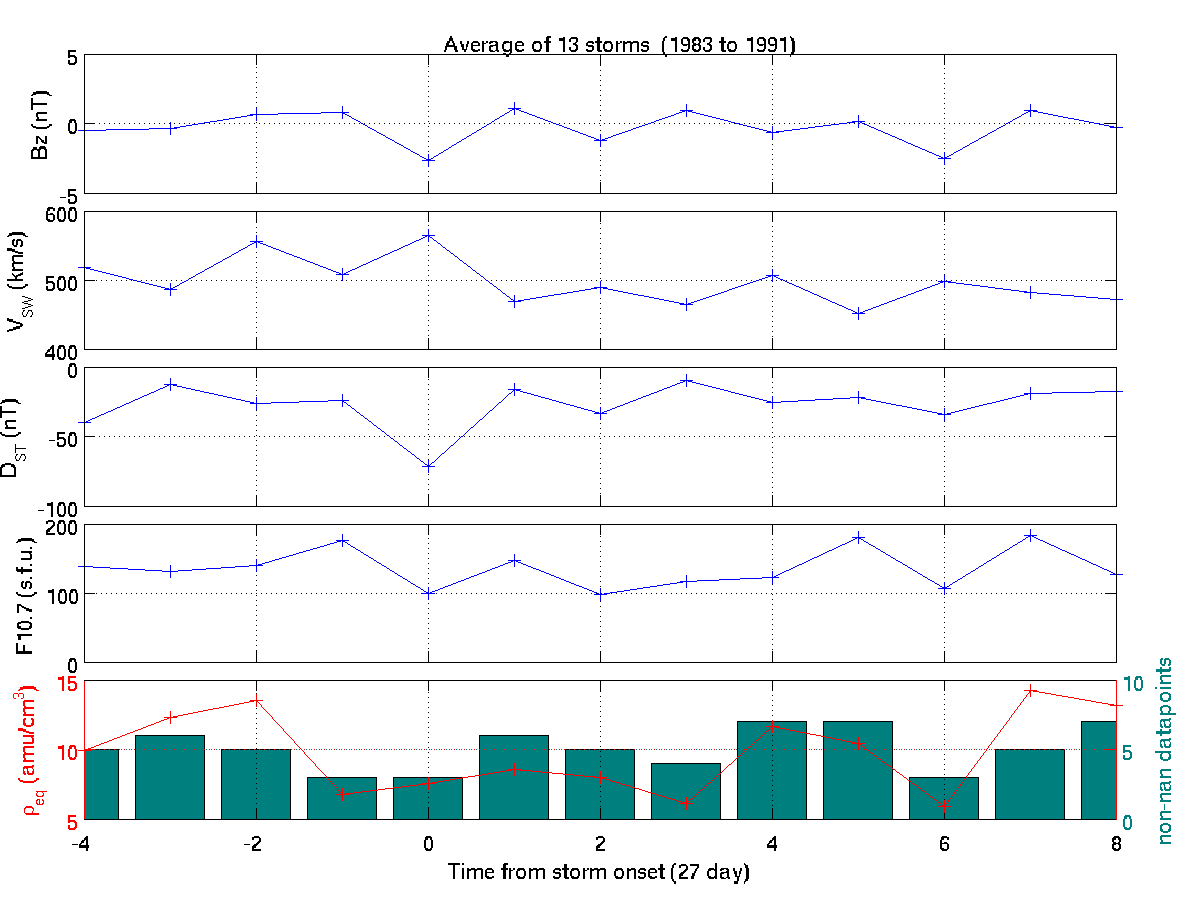 Average of 13 storms (1983 to 1991)
5
0
-5
Bz (nT)
600
500
400
V_SW (km/s)
0
-50
-100
D_ST (nT)
200
100
0
F10.7 (s.f.u.)
15
10
5
ρ_eq (amu/cm^3)
10
5
0
non-nan datapoints
-4 -2 0 2 4 6 8
Time from storm onset (27 day)